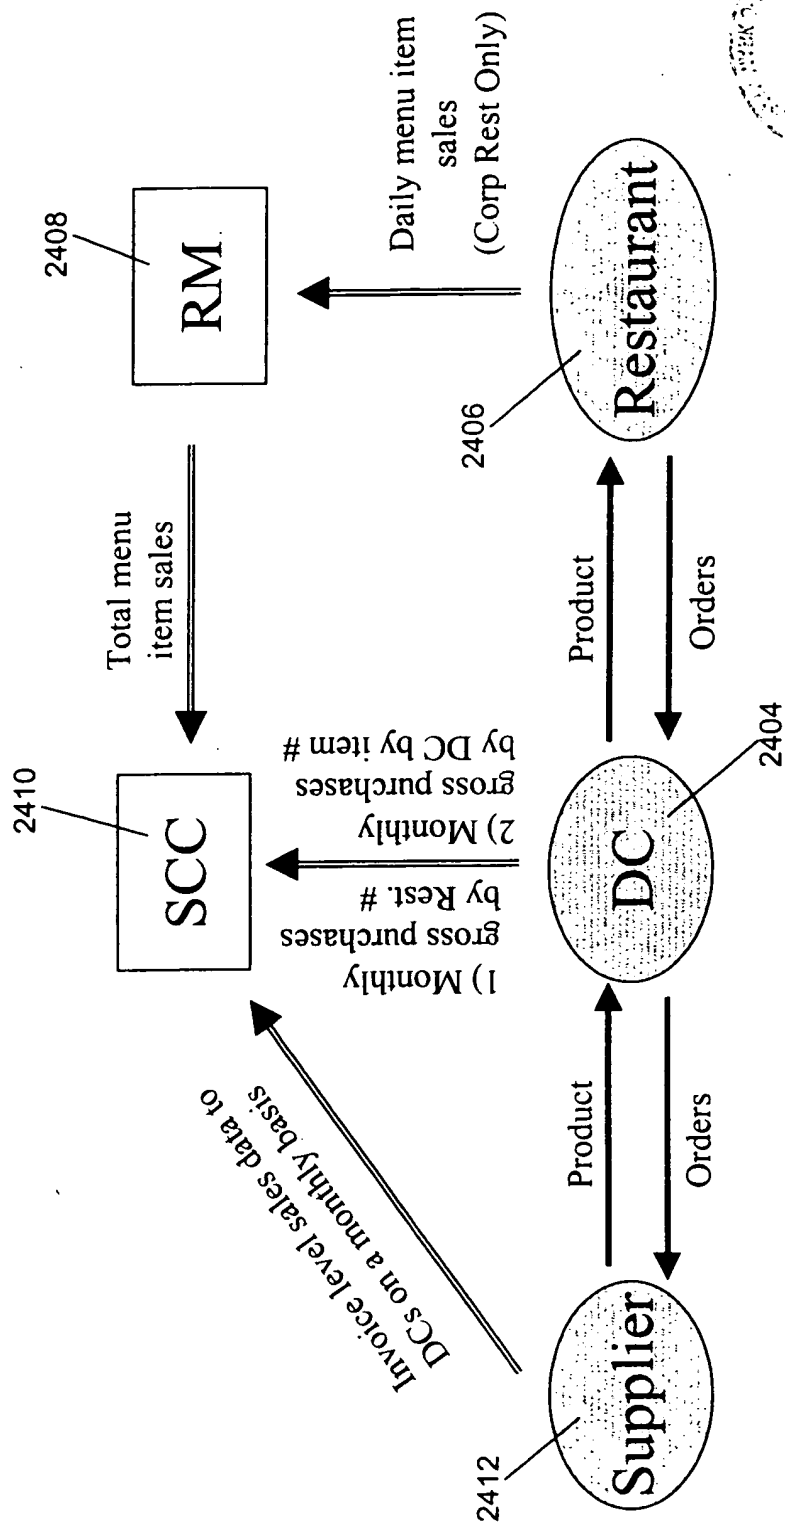 2410
SCC
Total menu
item sales
2408
RM
Invoice level sales data to
DCs on a monthly basis
1) Monthly
gross purchases
by Rest. #
2) Monthly
gross purchases
by DC by item #
Daily menu item
sales
(Corp Rest Only)
2412
Supplier
Product
Orders
DC
2404
Product
Orders
2406
Restaurant